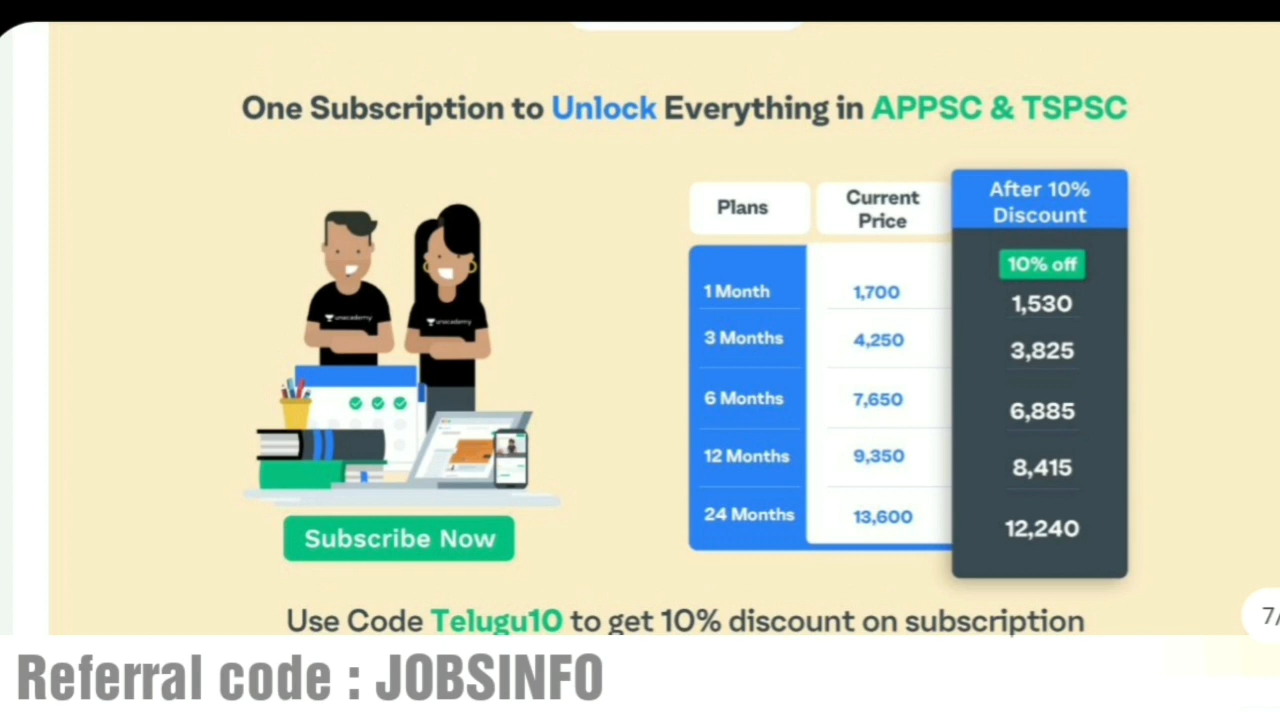 One Subscription to Unlock Everything in APPSC & TSPSC
Plans
Current
Price
After 10%
Discount
10% off
1 Month
1,700
1,530
3 Months
4,250
3,825
6 Months
7,650
6,885
12 Months
9,350
8,415
24 Months
13,600
12,240
unacademy
unacademy
Subscribe Now
Use Code Telugu10 to get 10% discount on subscription
7/
Referral code : JOBSINFO